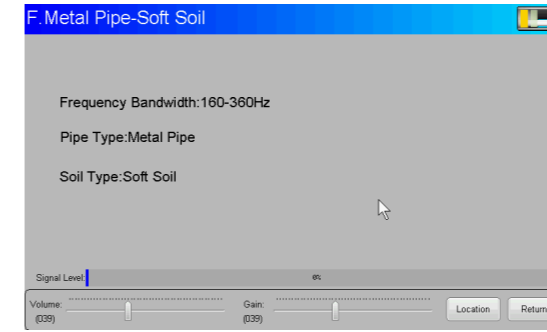 F.Metal Pipe-Soft Soil
Frequency Bandwidth:160-360Hz
Pipe Type:Metal Pipe
Soil Type:Soft Soil
Signal Level: 0%
Volume: Gain:
(039) (039) Location Return